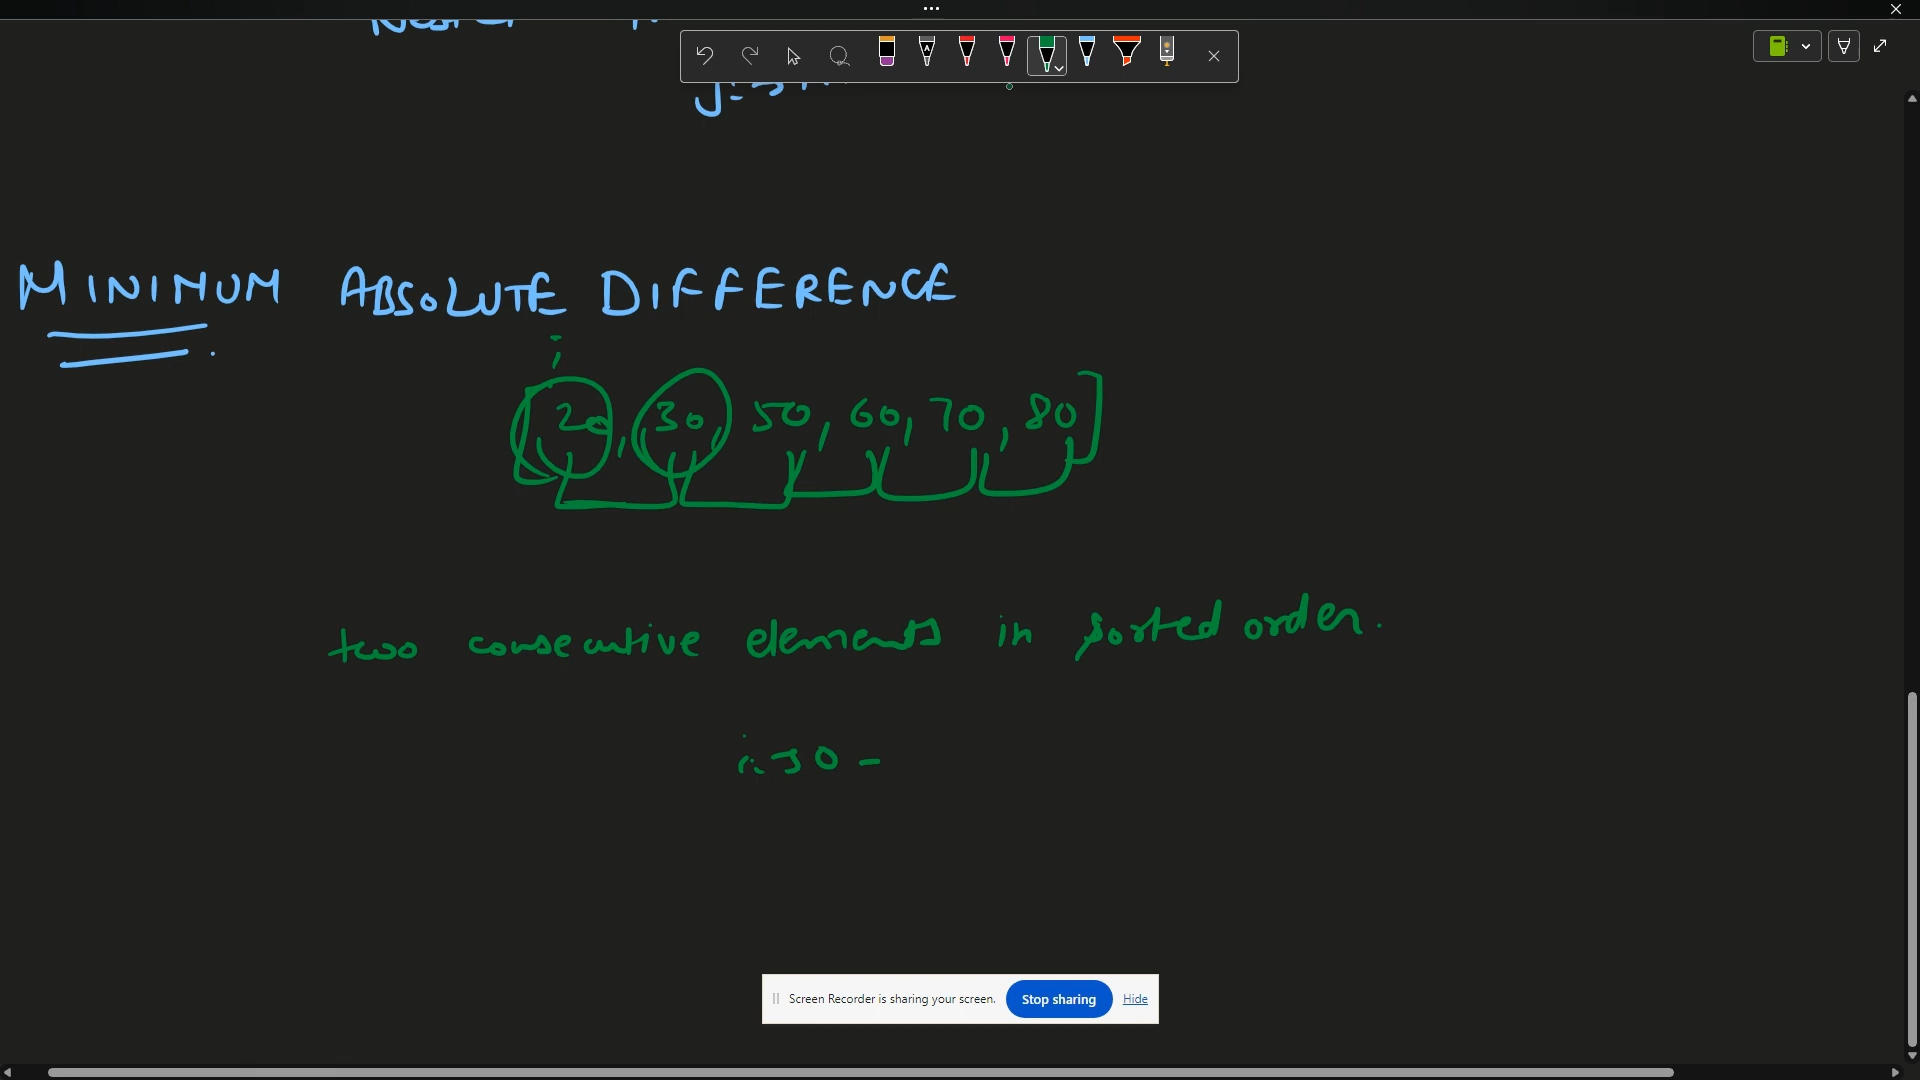 MINIMUM ABSOLUTE DIFFERENCE
i
[20, 30, 50, 60, 70, 80]
two consecutive elements in sorted order.
i → 0 -
Screen Recorder is sharing your screen. Stop sharing Hide